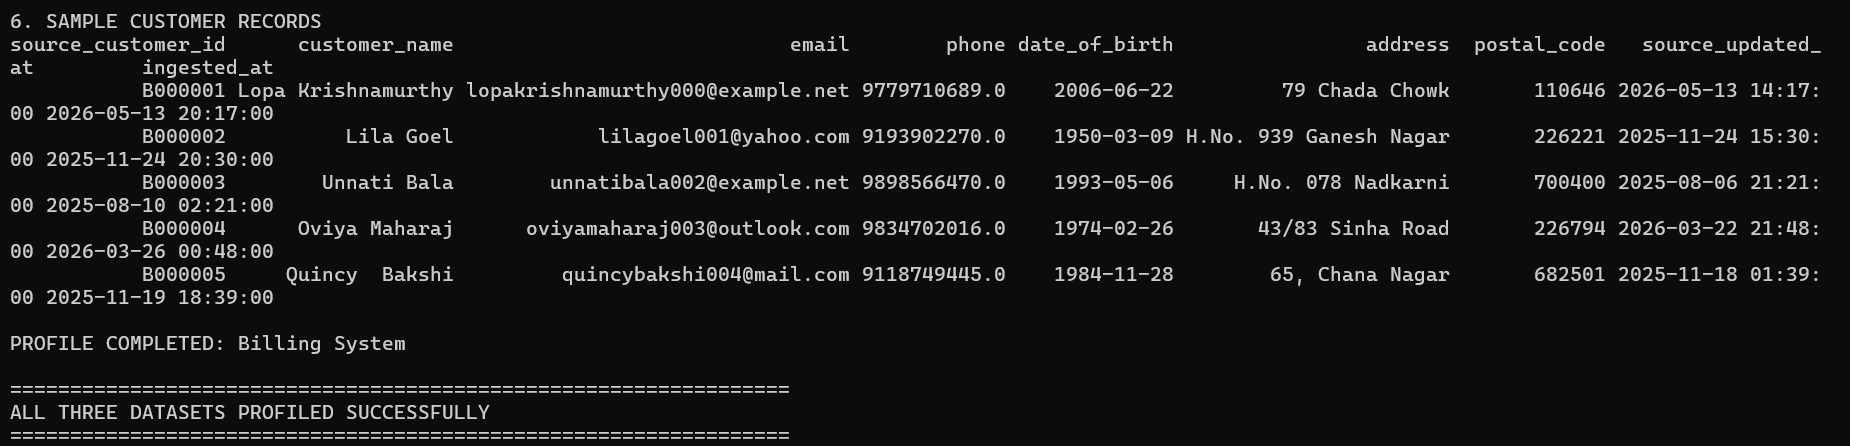 6. SAMPLE CUSTOMER RECORDS
source_customer_id      customer_name                            email        phone date_of_birth                address  postal_code   source_updated_
at         ingested_at
           B000001 Lopa Krishnamurthy lopakrishnamurthy000@example.net 9779710689.0    2006-06-22         79 Chada Chowk       110646 2026-05-13 14:17:
00 2026-05-13 20:17:00
           B000002          Lila Goel           lilagoel001@yahoo.com 9193902270.0    1950-03-09 H.No. 939 Ganesh Nagar       226221 2025-11-24 15:30:
00 2025-11-24 20:30:00
           B000003        Unnati Bala       unnatibala002@example.net 9898566470.0    1993-05-06     H.No. 078 Nadkarni       700400 2025-08-06 21:21:
00 2025-08-10 02:21:00
           B000004      Oviya Maharaj     oviyamaharaj003@outlook.com 9834702016.0    1974-02-26       43/83 Sinha Road       226794 2026-03-22 21:48:
00 2026-03-26 00:48:00
           B000005     Quincy  Bakshi        quincybakshi004@mail.com 9118749445.0    1984-11-28        65, Chana Nagar       682501 2025-11-18 01:39:
00 2025-11-19 18:39:00
PROFILE COMPLETED: Billing System
=================================================================
ALL THREE DATASETS PROFILED SUCCESSFULLY
=================================================================